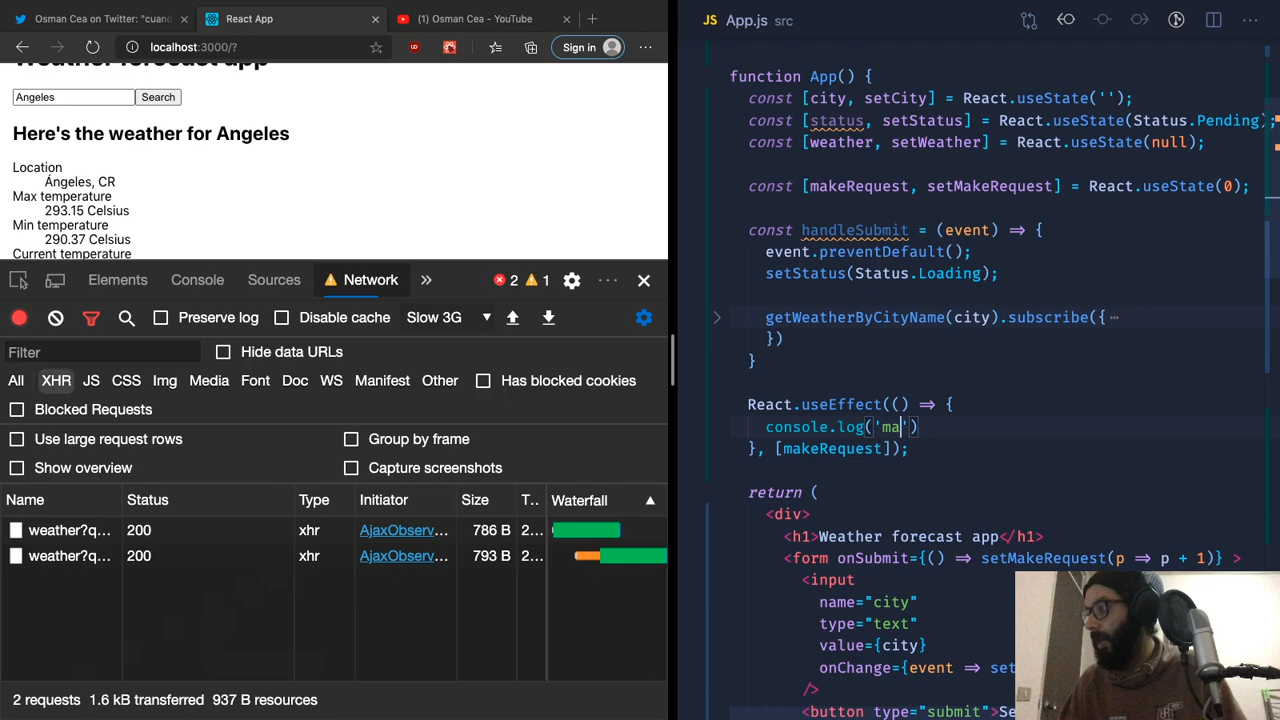 Osman Cea on Twitter: "cuand
React App
(1) Osman Cea - YouTube
localhost:3000/?
Sign in
Weather forecast app
Angeles
Search
Here's the weather for Angeles
Location
Ángeles, CR
Max temperature
293.15 Celsius
Min temperature
290.37 Celsius
Current temperature
Elements
Console
Sources
Network
2
1
Preserve log
Disable cache
Slow 3G
Filter
Hide data URLs
All
XHR
JS
CSS
Img
Media
Font
Doc
WS
Manifest
Other
Has blocked cookies
Blocked Requests
Use large request rows
Group by frame
Show overview
Capture screenshots
Name
Status
Type
Initiator
Size
T...
Waterfall
weather?q...
200
xhr
AjaxObserv...
786 B
2...
weather?q...
200
xhr
AjaxObserv...
793 B
2...
2 requests
1.6 kB transferred
937 B resources
JS App.js src
function App() {
const [city, setCity] = React.useState('');
const [status, setStatus] = React.useState(Status.Pending);
const [weather, setWeather] = React.useState(null);
const [makeRequest, setMakeRequest] = React.useState(0);
const handleSubmit = (event) => {
event.preventDefault();
setStatus(Status.Loading);
getWeatherByCityName(city).subscribe({ ⋯
})
}
React.useEffect(() => {
console.log('ma')
}, [makeRequest]);
return (
<div>
<h1>Weather forecast app</h1>
<form onSubmit={() => setMakeRequest(p => p + 1)} >
<input
name="city"
type="text"
value={city}
onChange={event => set
/>
<button type="submit">Se